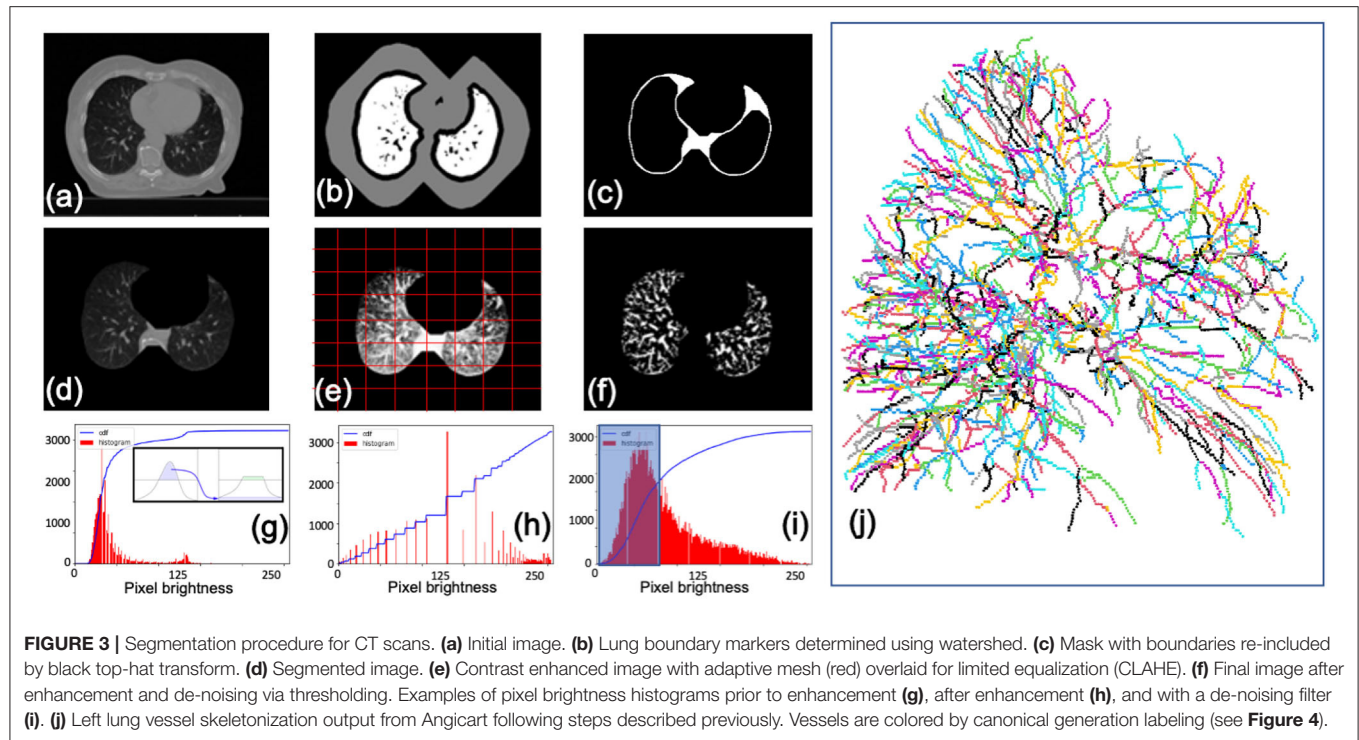 (a)
(b)
(c)
(d)
(e)
(f)
(j)
cdf
histogram
3000
2000
1000
0
0
125
250
Pixel brightness
(g)
cdf
histogram
3000
2000
1000
0
0
125
250
Pixel brightness
(h)
cdf
histogram
3000
2000
1000
0
0
125
250
Pixel brightness
(i)
FIGURE 3 | Segmentation procedure for CT scans. (a) Initial image. (b) Lung boundary markers determined using watershed. (c) Mask with boundaries re-included
by black top-hat transform. (d) Segmented image. (e) Contrast enhanced image with adaptive mesh (red) overlaid for limited equalization (CLAHE). (f) Final image after
enhancement and de-noising via thresholding. Examples of pixel brightness histograms prior to enhancement (g), after enhancement (h), and with a de-noising filter
(i). (j) Left lung vessel skeletonization output from Angicart following steps described previously. Vessels are colored by canonical generation labeling (see Figure 4).